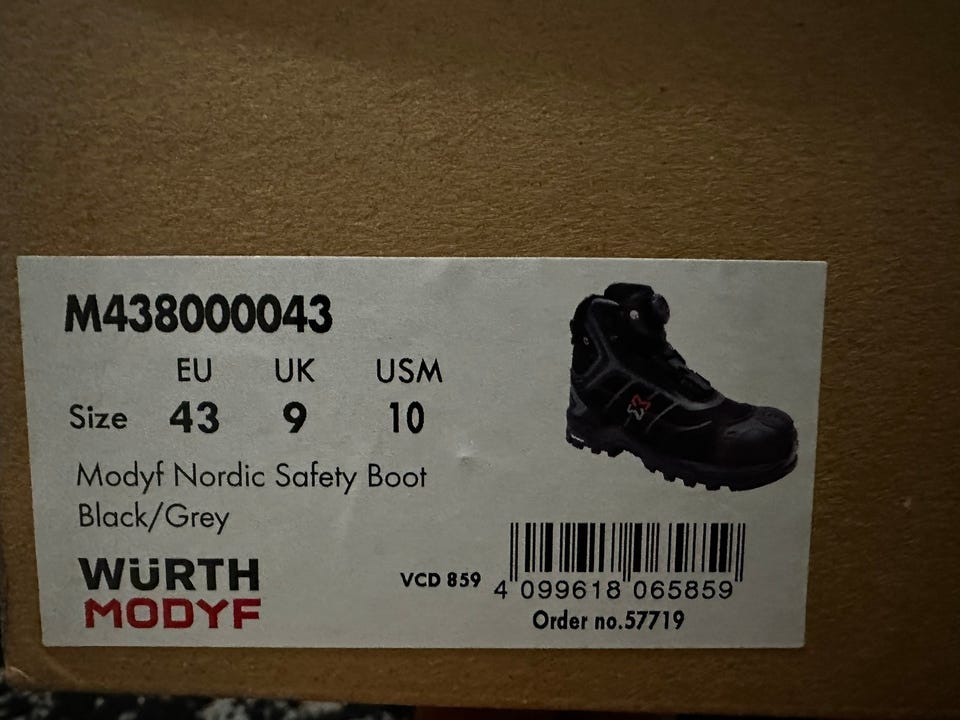 M438000043
EU UK USM
Size 43 9 10
Modyf Nordic Safety Boot
Black/Grey
WÜRTH
MODYF
VCD 859
4 099618 065859
Order no.57719